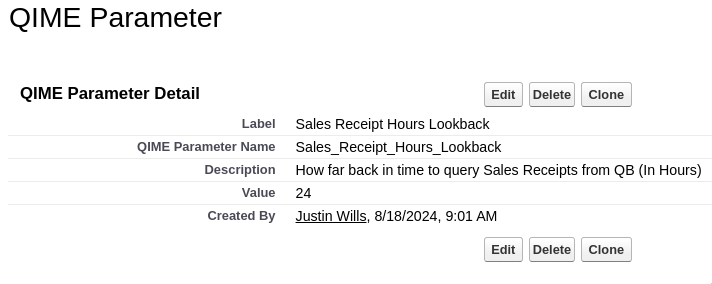 QIME Parameter
QIME Parameter Detail Edit Delete Clone
Label Sales Receipt Hours Lookback
QIME Parameter Name Sales_Receipt_Hours_Lookback
Description How far back in time to query Sales Receipts from QB (In Hours)
Value 24
Created By Justin Wills, 8/18/2024, 9:01 AM
Edit Delete Clone